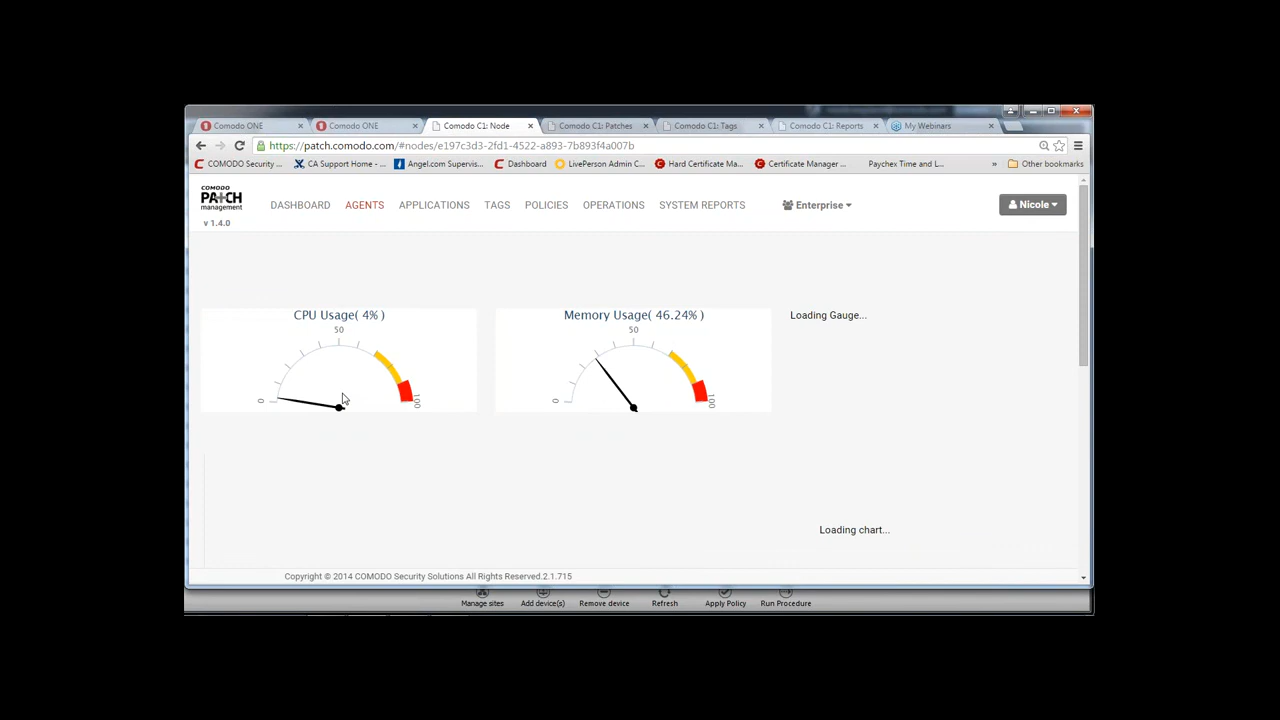 Comodo ONE
Comodo ONE
Comodo C1: Node
Comodo C1: Patches
Comodo C1: Tags
Comodo C1: Reports
My Webinars
https://patch.comodo.com/#nodes/e197c3d3-2fd1-4522-a893-7b893f4a007b
COMODO Security ...
CA Support Home - ...
Angel.com Supervis...
Dashboard
LivePerson Admin C...
Hard Certificate Ma...
Certificate Manager ...
Paychex Time and L...
»
Other bookmarks
COMODO
PATCH
management
v 1.4.0
DASHBOARD
AGENTS
APPLICATIONS
TAGS
POLICIES
OPERATIONS
SYSTEM REPORTS
Enterprise
Nicole
CPU Usage( 4% )
50
0
100
Memory Usage( 46.24% )
50
0
100
Loading Gauge...
Loading chart...
Copyright © 2014 COMODO Security Solutions All Rights Reserved.2.1.715
Manage sites
Add device(s)
Remove device
Refresh
Apply Policy
Run Procedure